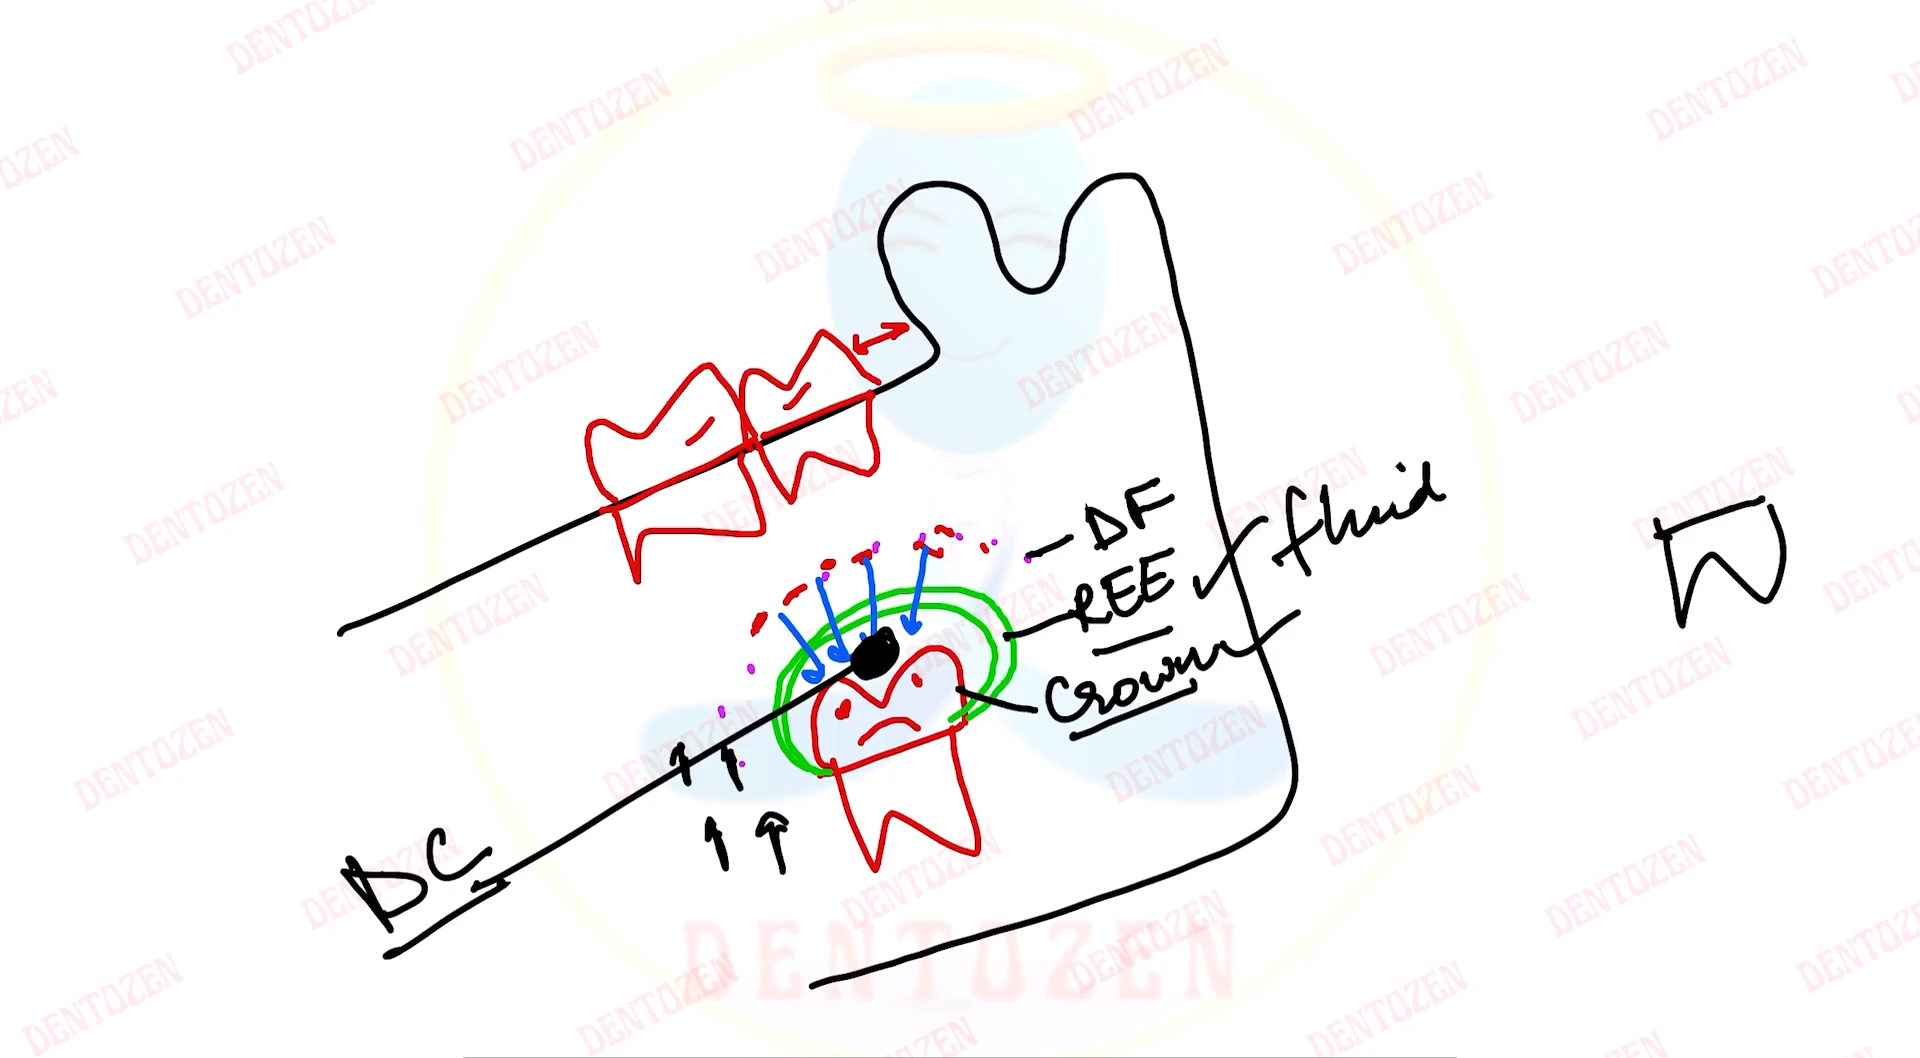 DF
REE ✓ fluid
Crown
DC
DENTOZEN